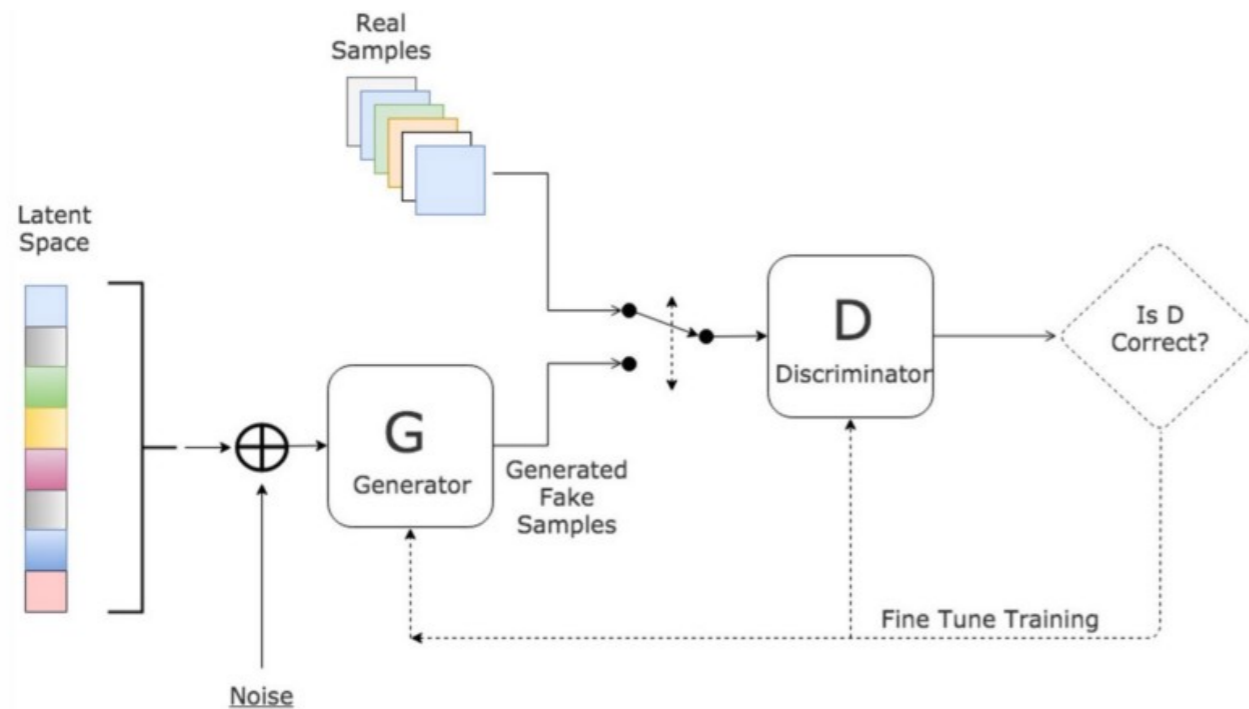 Real
Samples
Latent
Space
Is D
Correct?
D
Discriminator
G
Generator
Generated
Fake
Samples
Fine Tune Training
Noise